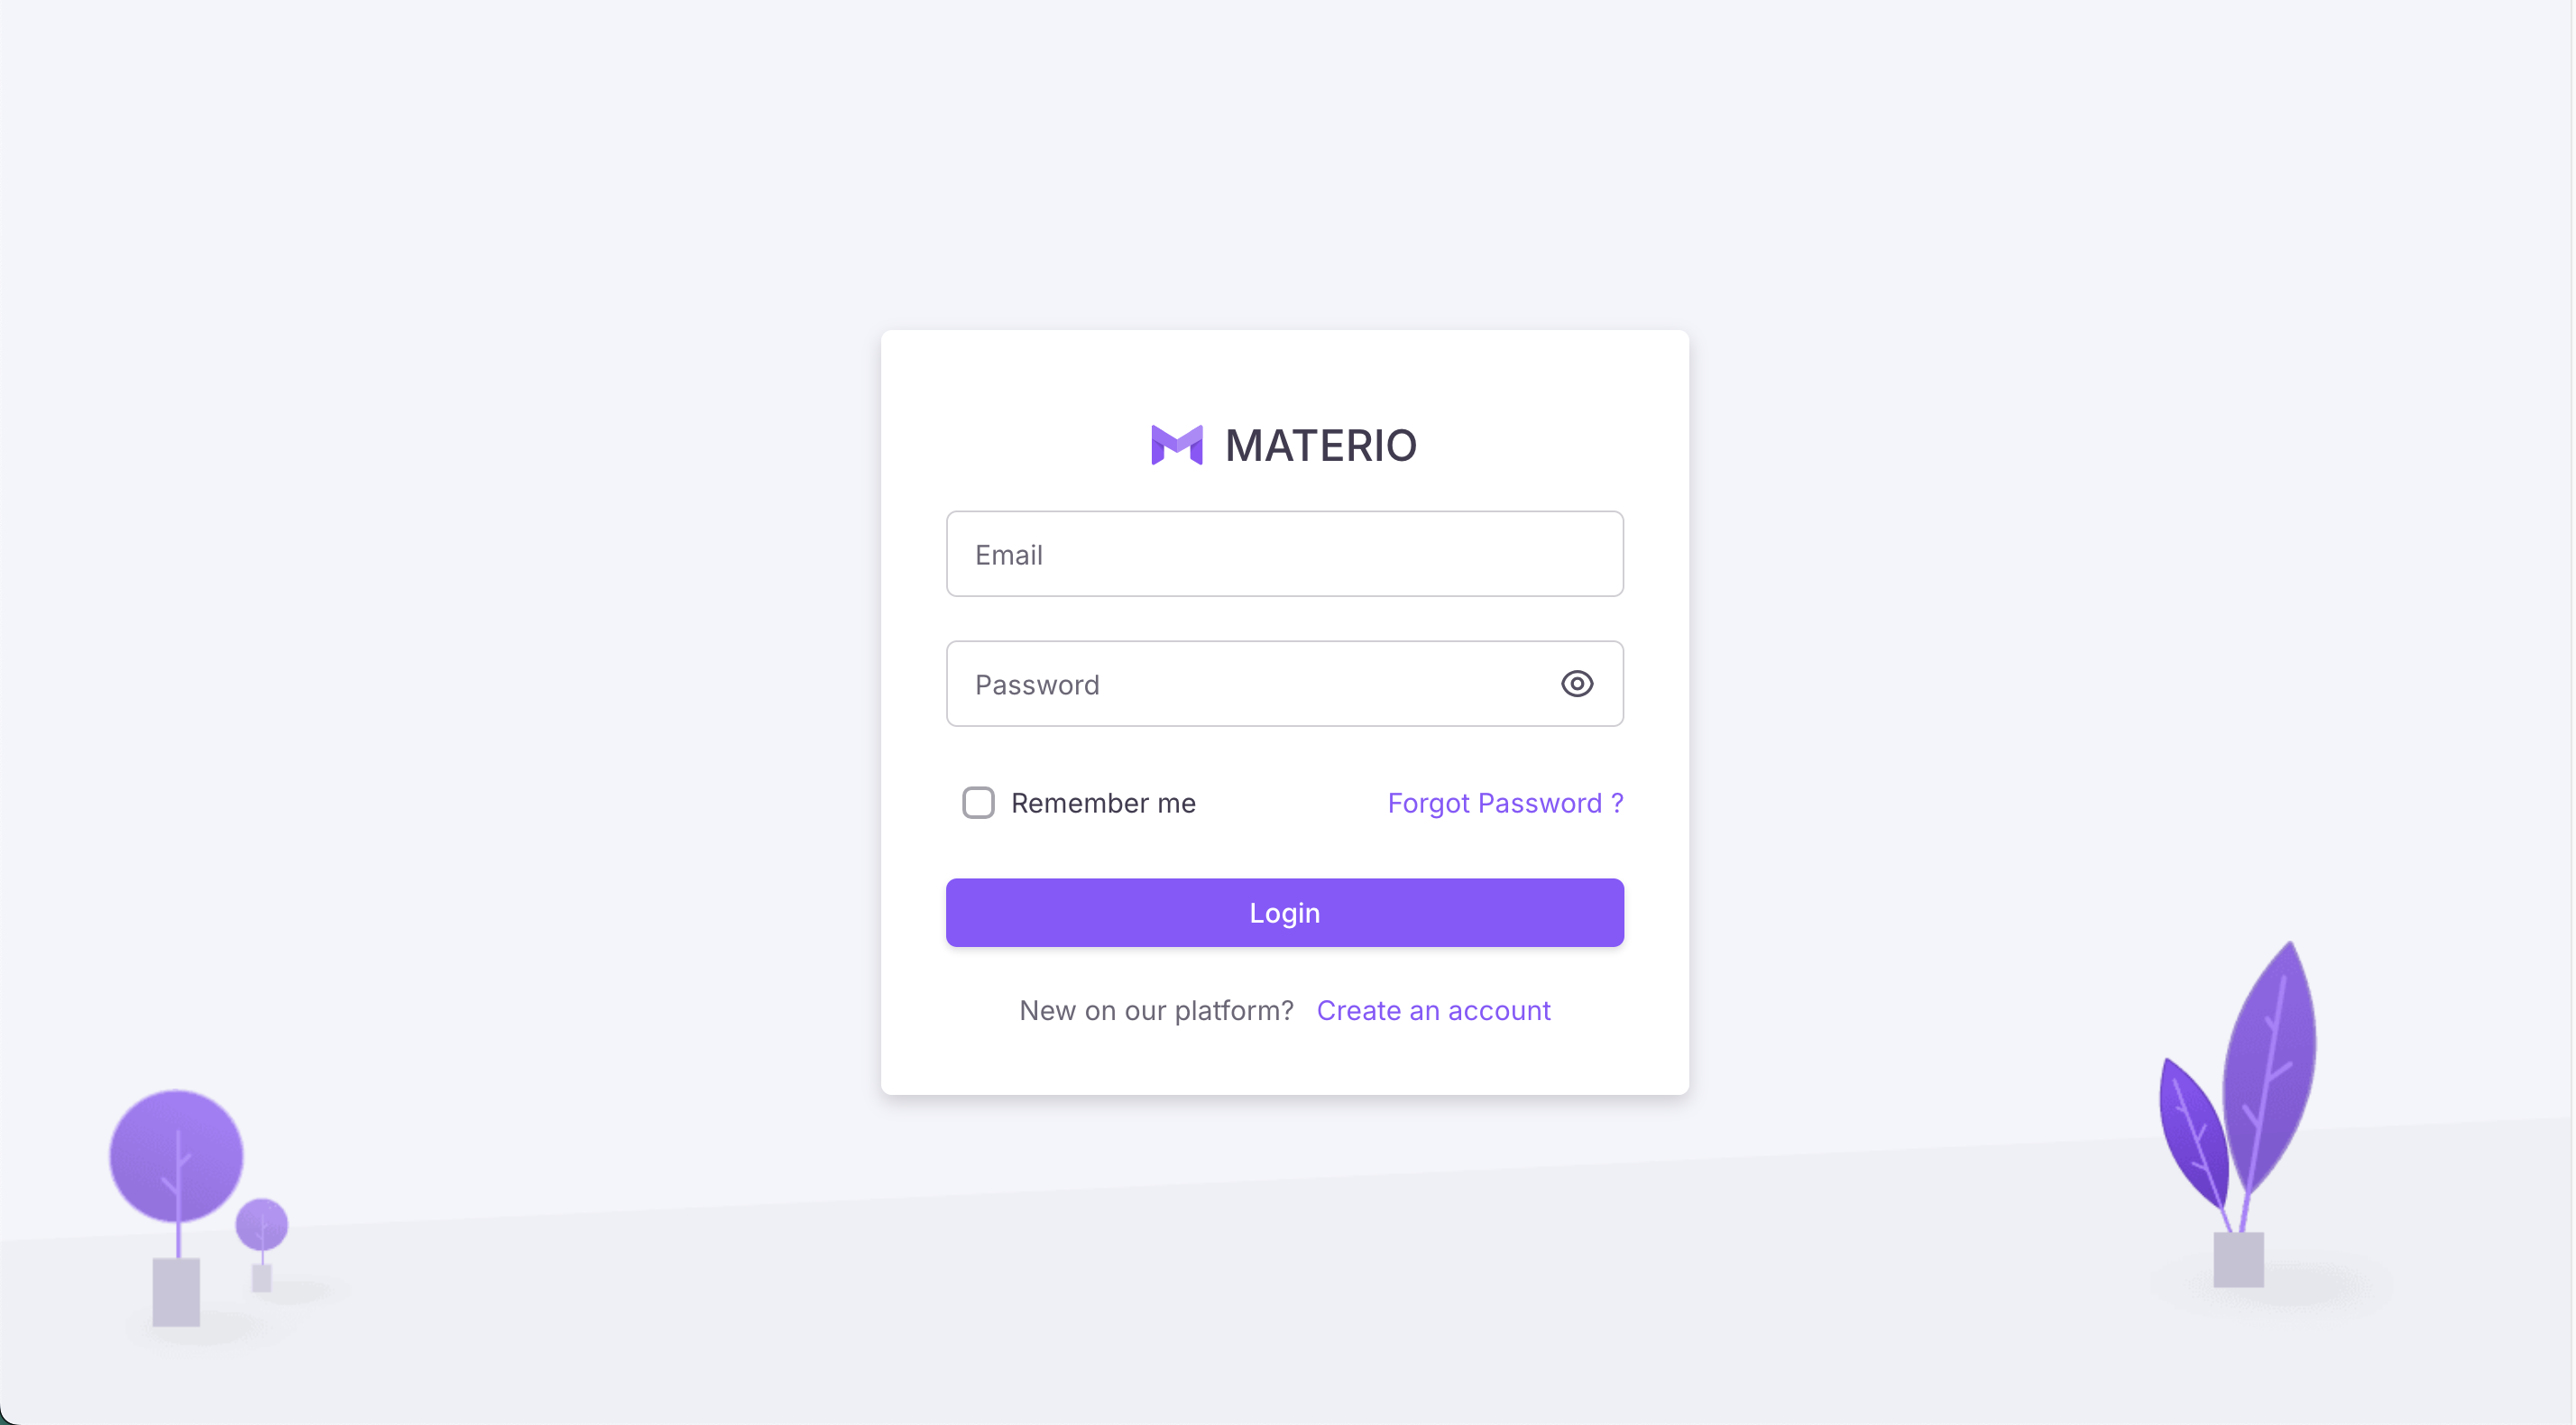 MATERIO
Email
Password
Remember me
Forgot Password ?
Login
New on our platform? Create an account